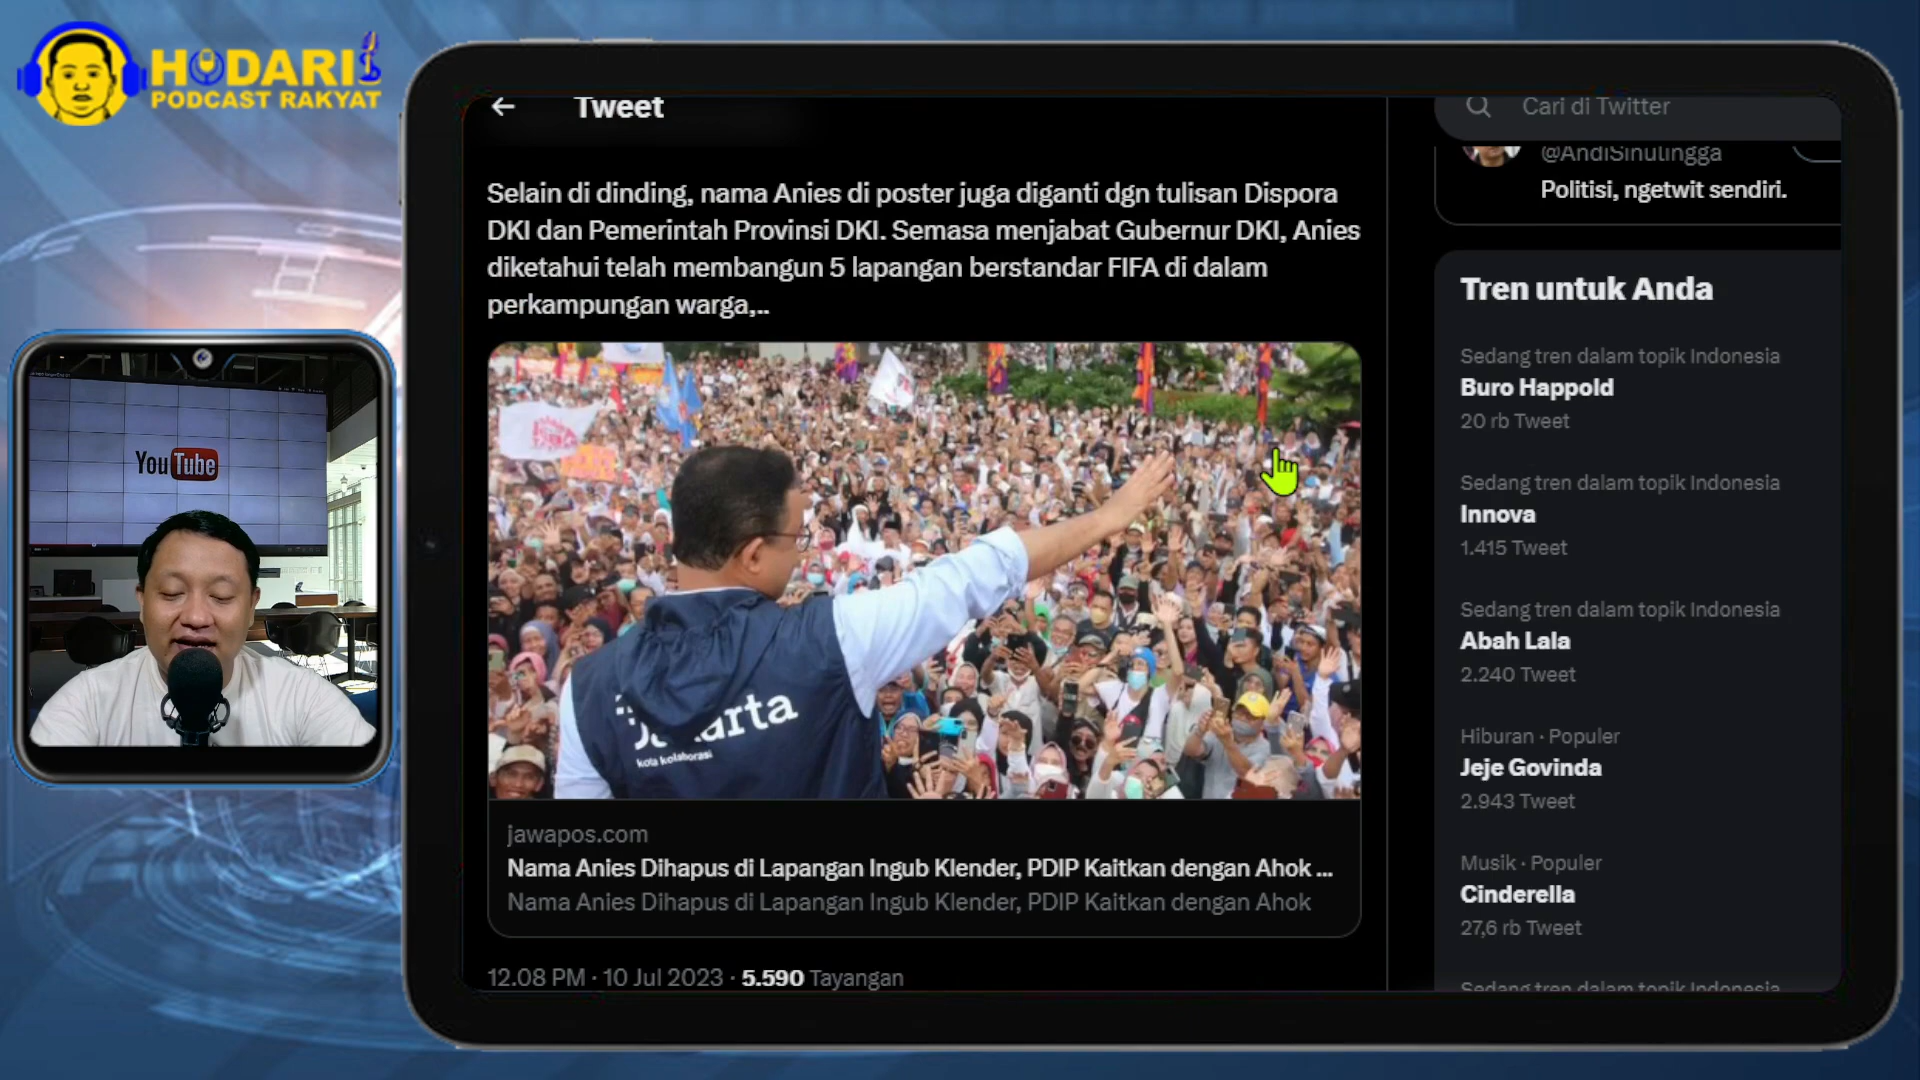 HODARI
PODCAST RAKYAT
Tweet
Selain di dinding, nama Anies di poster juga diganti dgn tulisan Dispora
DKI dan Pemerintah Provinsi DKI. Semasa menjabat Gubernur DKI, Anies
diketahui telah membangun 5 lapangan berstandar FIFA di dalam
perkampungan warga,..
Jakarta
kota kolaborasi
jawapos.com
Nama Anies Dihapus di Lapangan Ingub Klender, PDIP Kaitkan dengan Ahok ...
Nama Anies Dihapus di Lapangan Ingub Klender, PDIP Kaitkan dengan Ahok
12.08 PM · 10 Jul 2023 · 5.590 Tayangan
Cari di Twitter
@AndiSinulingga
Politisi, ngetwit sendiri.
Tren untuk Anda
Sedang tren dalam topik Indonesia
Buro Happold
20 rb Tweet
Sedang tren dalam topik Indonesia
Innova
1.415 Tweet
Sedang tren dalam topik Indonesia
Abah Lala
2.240 Tweet
Hiburan · Populer
Jeje Govinda
2.943 Tweet
Musik · Populer
Cinderella
27,6 rb Tweet
Sedang tren dalam topik Indonesia
YouTube